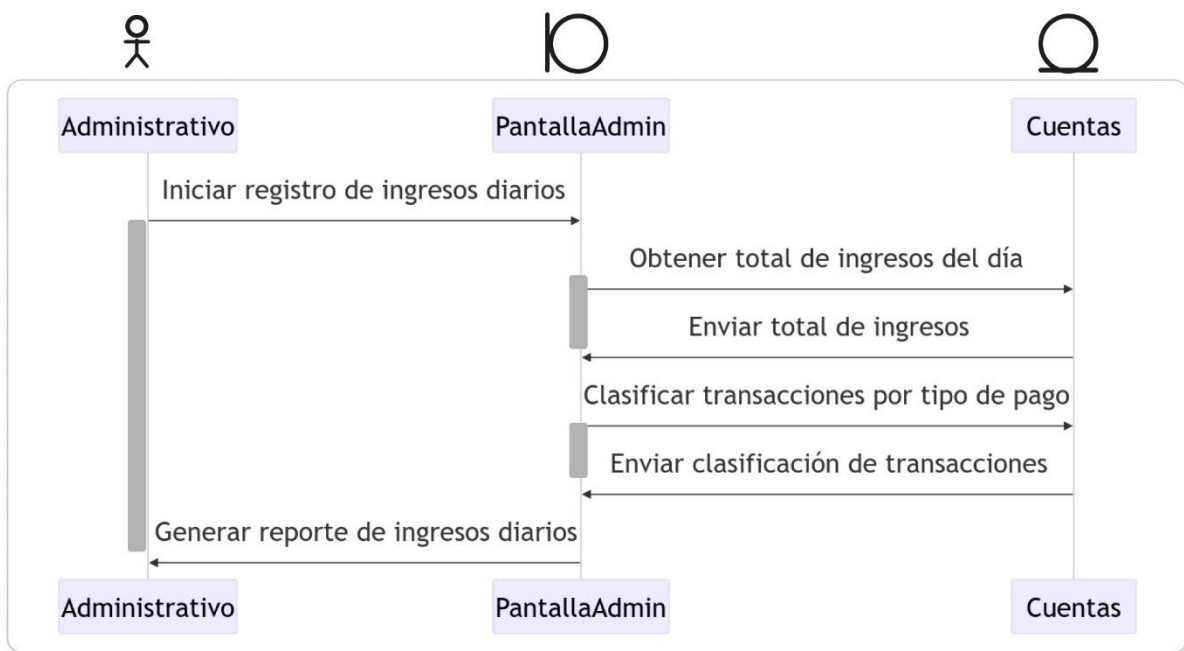 Administrativo
PantallaAdmin
Cuentas
Iniciar registro de ingresos diarios
Obtener total de ingresos del día
Enviar total de ingresos
Clasificar transacciones por tipo de pago
Enviar clasificación de transacciones
Generar reporte de ingresos diarios
Administrativo
PantallaAdmin
Cuentas